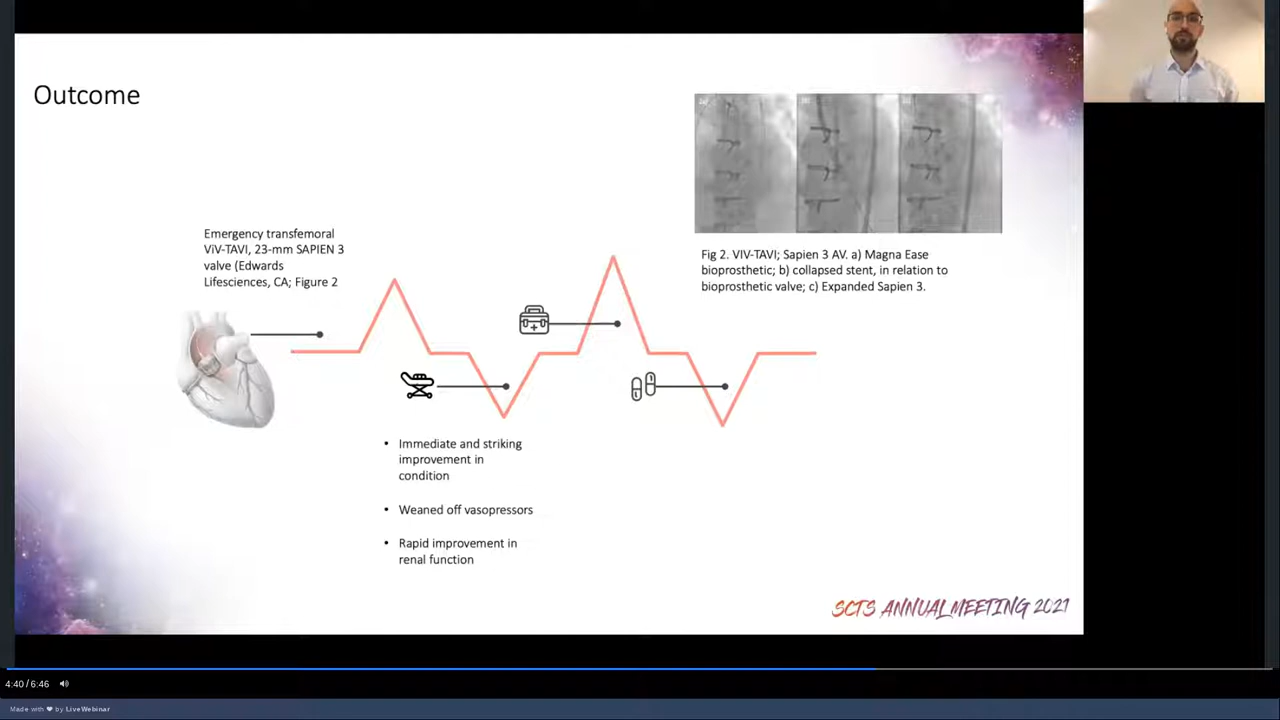 Outcome
Emergency transfemoral
ViV-TAVI, 23-mm SAPIEN 3
valve (Edwards
Lifesciences, CA; Figure 2
Fig 2. VIV-TAVI; Sapien 3 AV. a) Magna Ease
bioprosthetic; b) collapsed stent, in relation to
bioprosthetic valve; c) Expanded Sapien 3.
• Immediate and striking
improvement in
condition
• Weaned off vasopressors
• Rapid improvement in
renal function
SCTS ANNUAL MEETING 2021
4:40 / 6:46
Made with ❤ by LiveWebinar